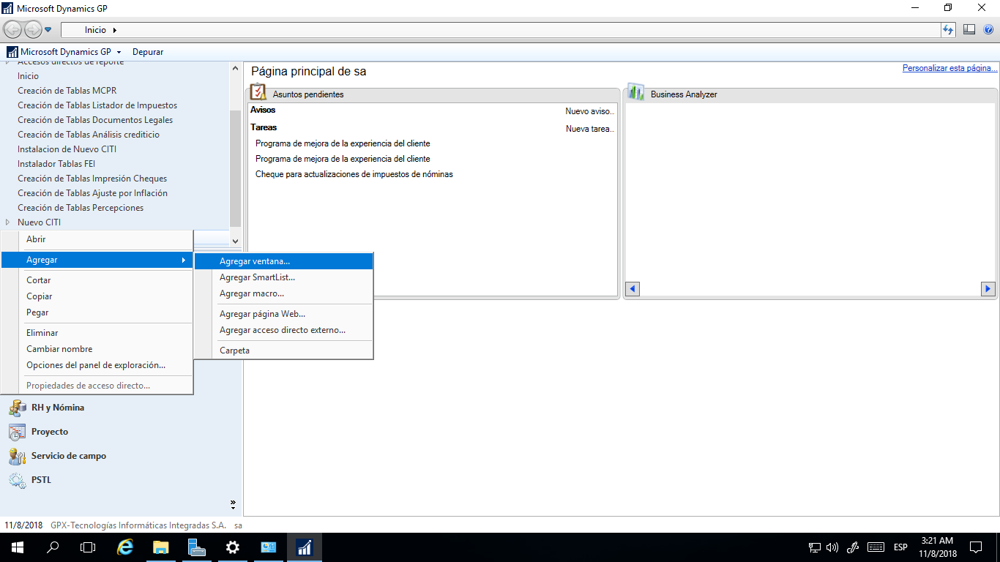 Microsoft Dynamics GP
Inicio
Microsoft Dynamics GP
Depurar
Accesos directos de reporte
Inicio
Creación de Tablas MCPR
Creación de Tablas Listador de Impuestos
Creación de Tablas Documentos Legales
Creación de Tablas Análisis crediticio
Instalacion de Nuevo CITI
Instalador Tablas FEI
Creación de Tablas Impresión Cheques
Creación de Tablas Ajuste por Inflación
Creación de Tablas Percepciones
Nuevo CITI
Abrir
Agregar
Cortar
Copiar
Pegar
Eliminar
Cambiar nombre
Opciones del panel de exploración...
Propiedades de acceso directo...
Agregar ventana...
Agregar SmartList...
Agregar macro...
Agregar página Web...
Agregar acceso directo externo...
Carpeta
RH y Nómina
Proyecto
Servicio de campo
PSTL
Página principal de sa
Personalizar esta página...
Asuntos pendientes
Avisos
Nuevo aviso..
Tareas
Nueva tarea..
Programa de mejora de la experiencia del cliente
Programa de mejora de la experiencia del cliente
Cheque para actualizaciones de impuestos de nóminas
Business Analyzer
11/8/2018 GPX-Tecnologías Informáticas Integradas S.A. sa
ESP
3:21 AM
11/8/2018